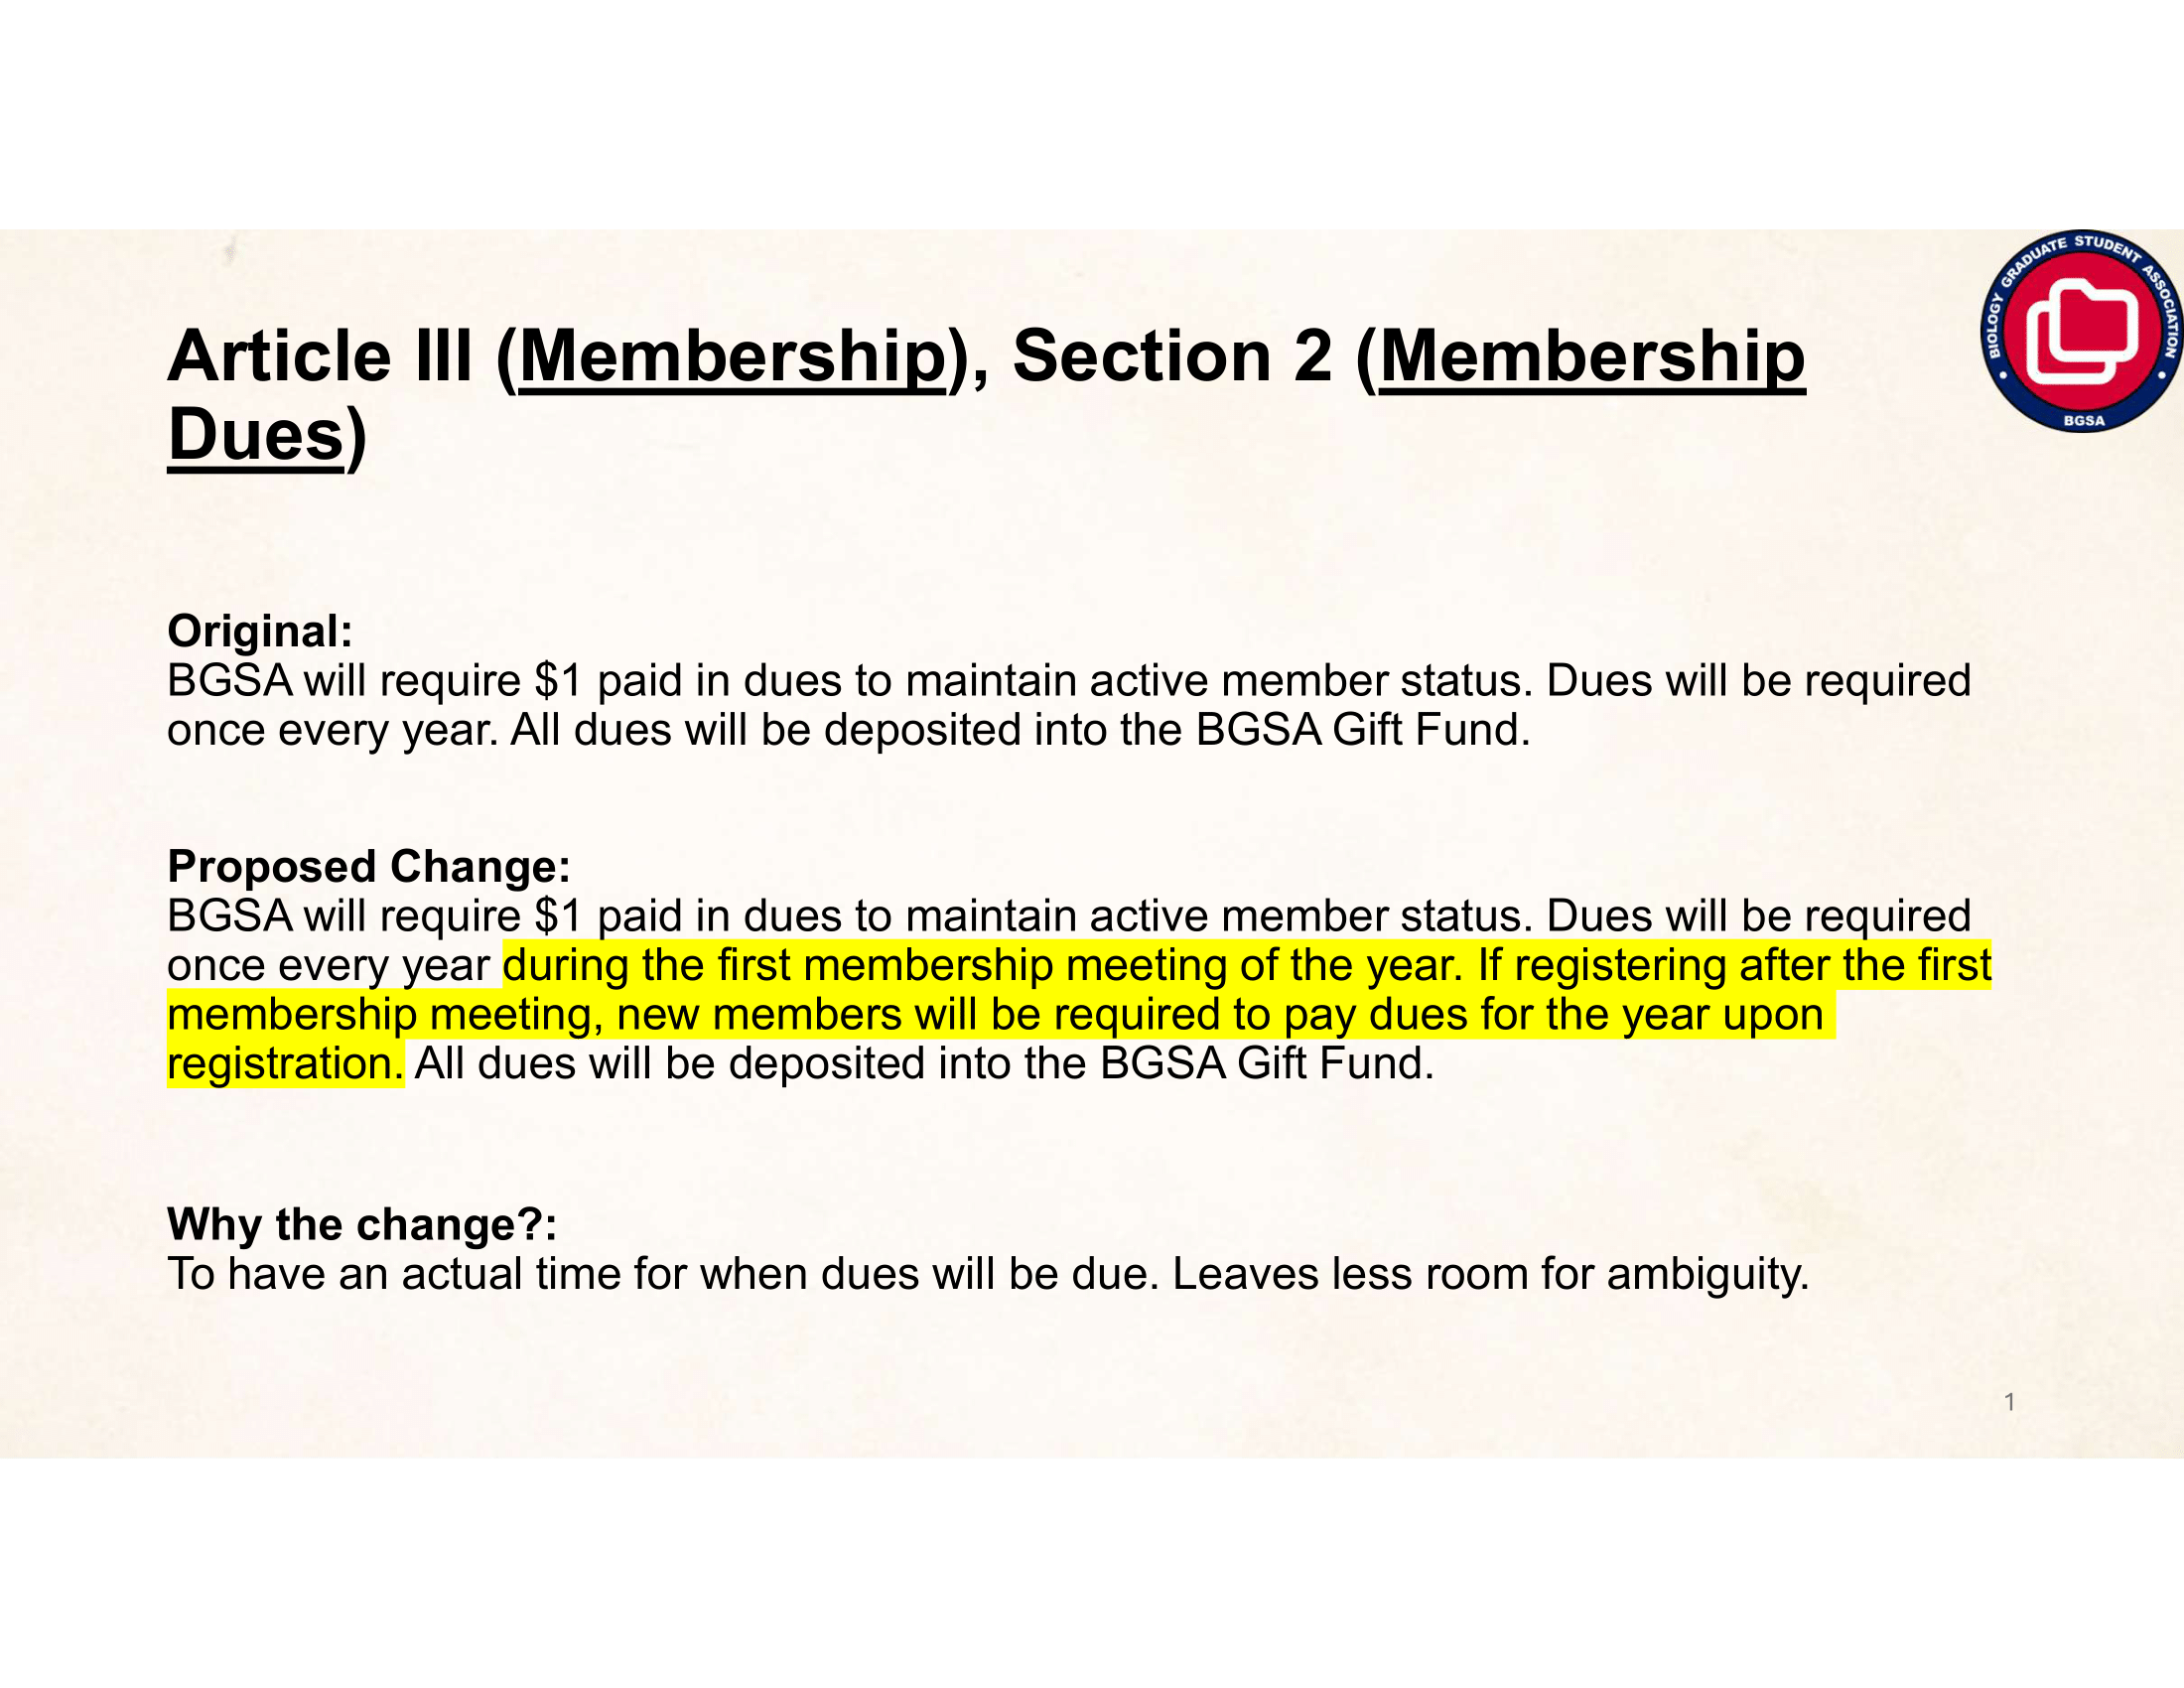 BIOLOGY GRADUATE STUDENT ASSOCIATION
BGSA
Article III (Membership), Section 2 (Membership
Dues)
Original:
BGSA will require $1 paid in dues to maintain active member status. Dues will be required
once every year. All dues will be deposited into the BGSA Gift Fund.
Proposed Change:
BGSA will require $1 paid in dues to maintain active member status. Dues will be required
once every year during the first membership meeting of the year. If registering after the first
membership meeting, new members will be required to pay dues for the year upon
registration. All dues will be deposited into the BGSA Gift Fund.
Why the change?:
To have an actual time for when dues will be due. Leaves less room for ambiguity.
1